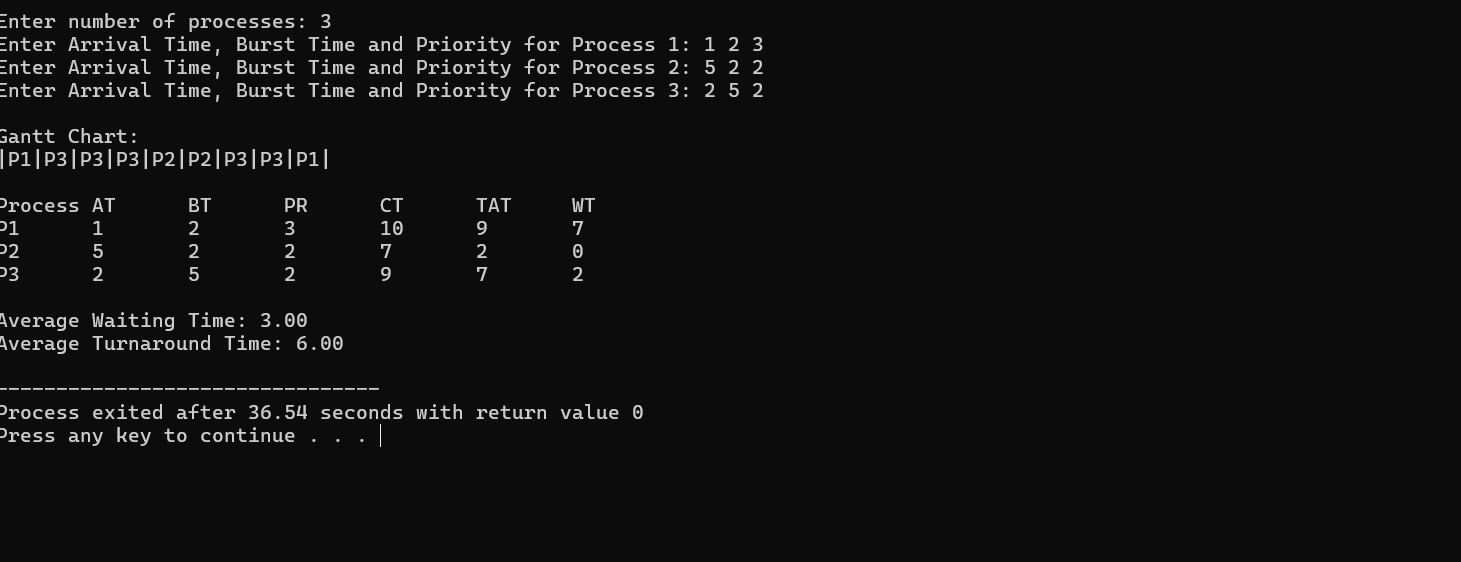 Enter number of processes: 3
Enter Arrival Time, Burst Time and Priority for Process 1: 1 2 3
Enter Arrival Time, Burst Time and Priority for Process 2: 5 2 2
Enter Arrival Time, Burst Time and Priority for Process 3: 2 5 2
Gantt Chart:
|P1|P3|P3|P3|P2|P2|P3|P3|P1|
Process AT BT PR CT TAT WT
P1 1 2 3 10 9 7
P2 5 2 2 7 2 0
P3 2 5 2 9 7 2
Average Waiting Time: 3.00
Average Turnaround Time: 6.00
--------------------------------
Process exited after 36.54 seconds with return value 0
Press any key to continue . . .